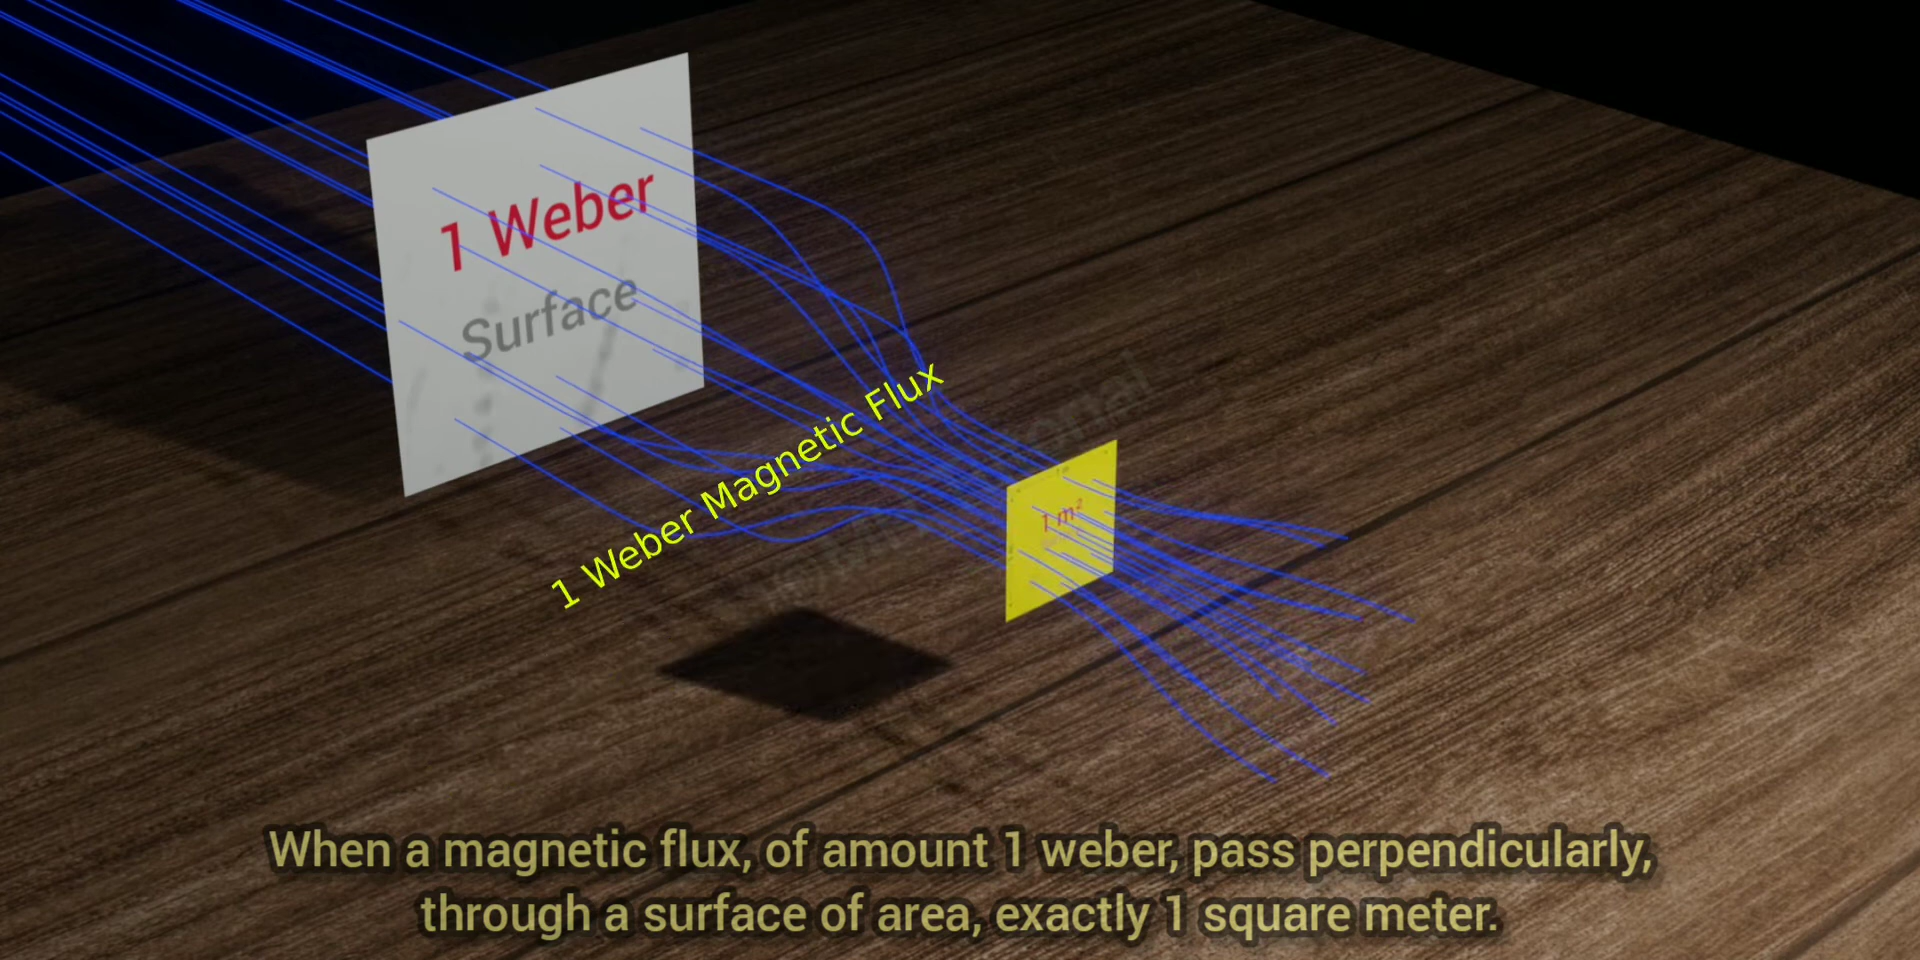 1 Weber
Surface
1 Weber Magnetic Flux
1 m²
When a magnetic flux, of amount 1 weber, pass perpendicularly,
through a surface of area, exactly 1 square meter.